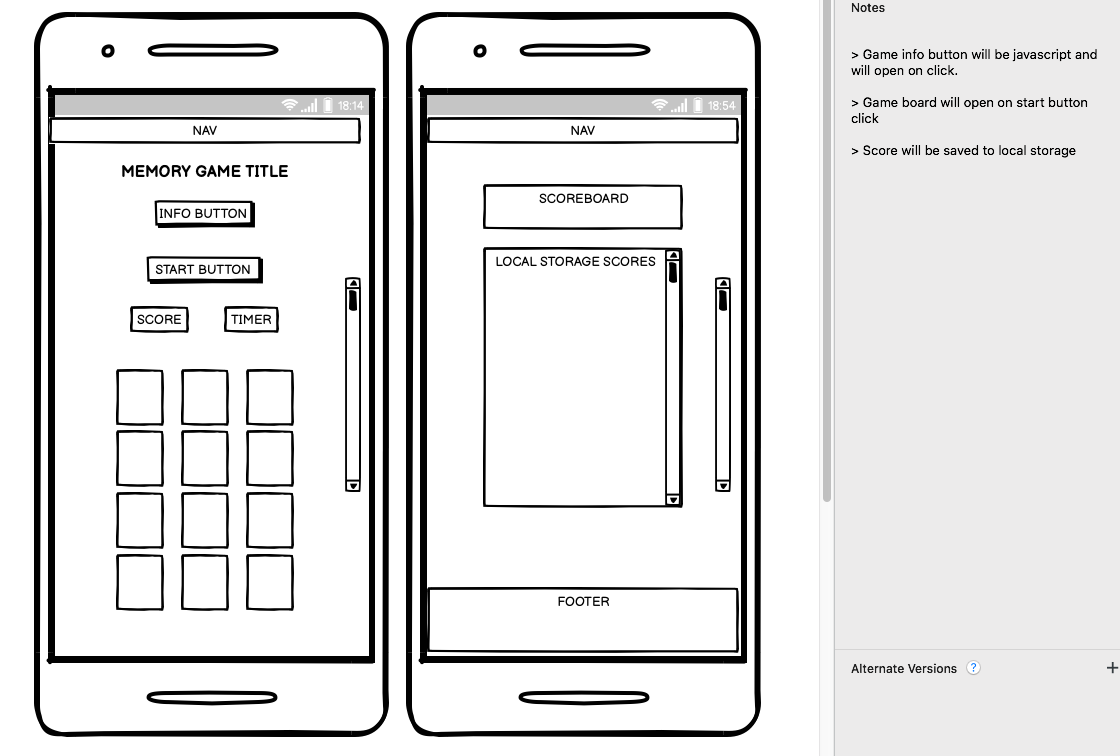 18:14
NAV
MEMORY GAME TITLE
INFO BUTTON
START BUTTON
SCORE
TIMER
18:54
NAV
SCOREBOARD
LOCAL STORAGE SCORES
FOOTER
Notes
> Game info button will be javascript and
will open on click.
> Game board will open on start button
click
> Score will be saved to local storage
Alternate Versions ?